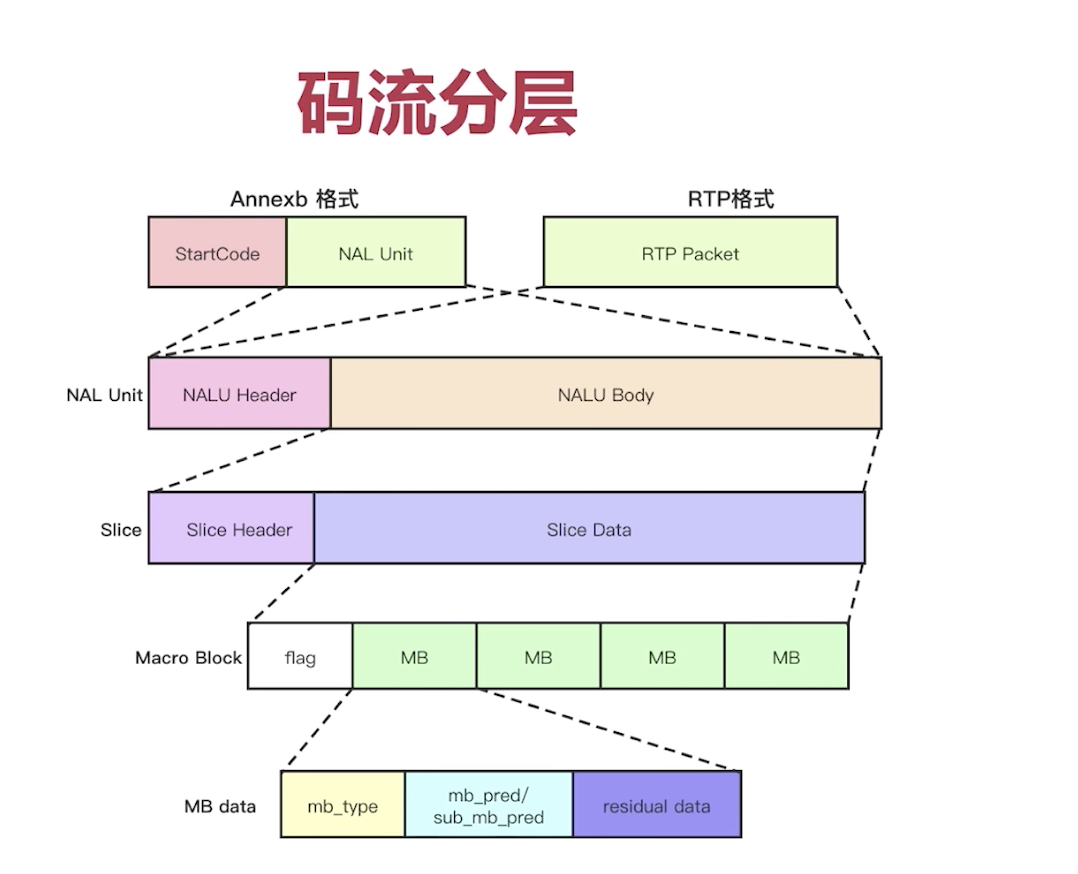 码流分层
Annexb 格式
RTP格式
StartCode
NAL Unit
RTP Packet
NAL Unit
NALU Header
NALU Body
Slice
Slice Header
Slice Data
Macro Block
flag
MB
MB
MB
MB
MB data
mb_type
mb_pred/
sub_mb_pred
residual data